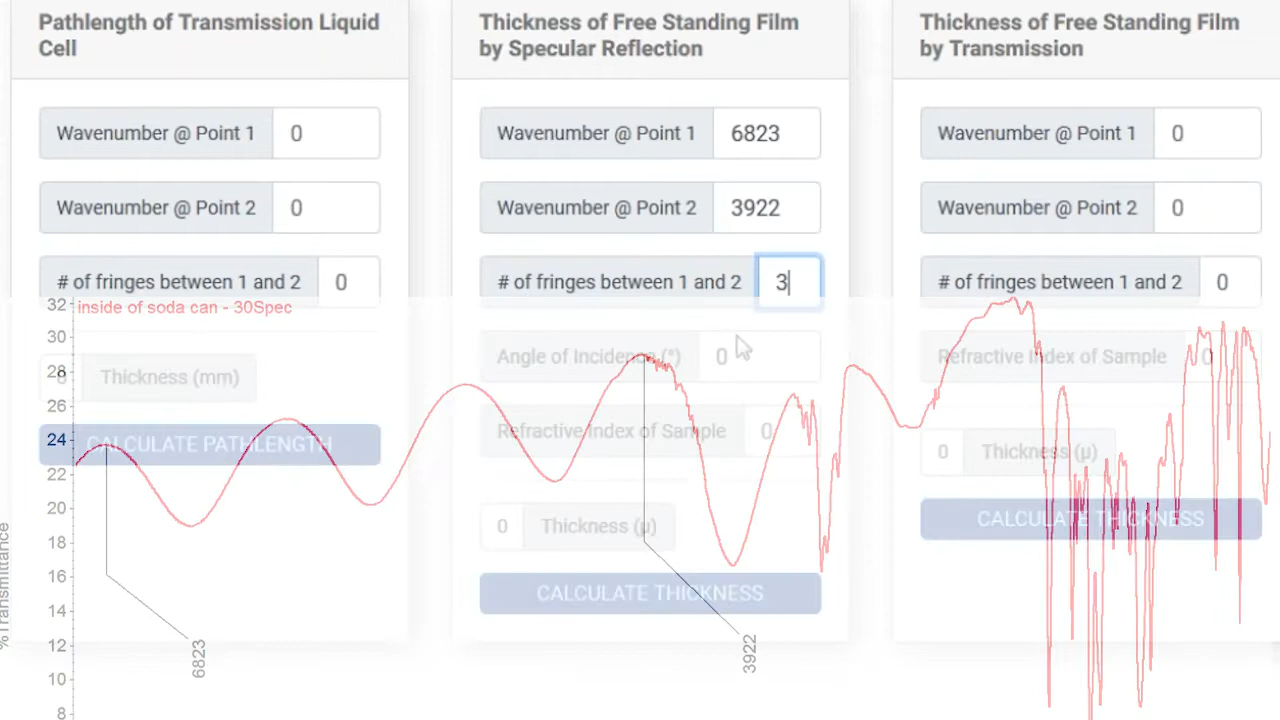 Pathlength of Transmission Liquid
Cell
Wavenumber @ Point 1 0
Wavenumber @ Point 2 0
# of fringes between 1 and 2 0
Thickness (mm)
CALCULATE PATHLENGTH
Thickness of Free Standing Film
by Specular Reflection
Wavenumber @ Point 1 6823
Wavenumber @ Point 2 3922
# of fringes between 1 and 2 3
Angle of Incidence (°) 0
Refractive Index of Sample 0
0 Thickness (µ)
CALCULATE THICKNESS
Thickness of Free Standing Film
by Transmission
Wavenumber @ Point 1 0
Wavenumber @ Point 2 0
# of fringes between 1 and 2 0
Refractive Index of Sample 0
0 Thickness (µ)
CALCULATE THICKNESS
inside of soda can - 30Spec
32
30
28
26
24
22
20
18
16
14
12
10
8
%Transmittance
6823
3922